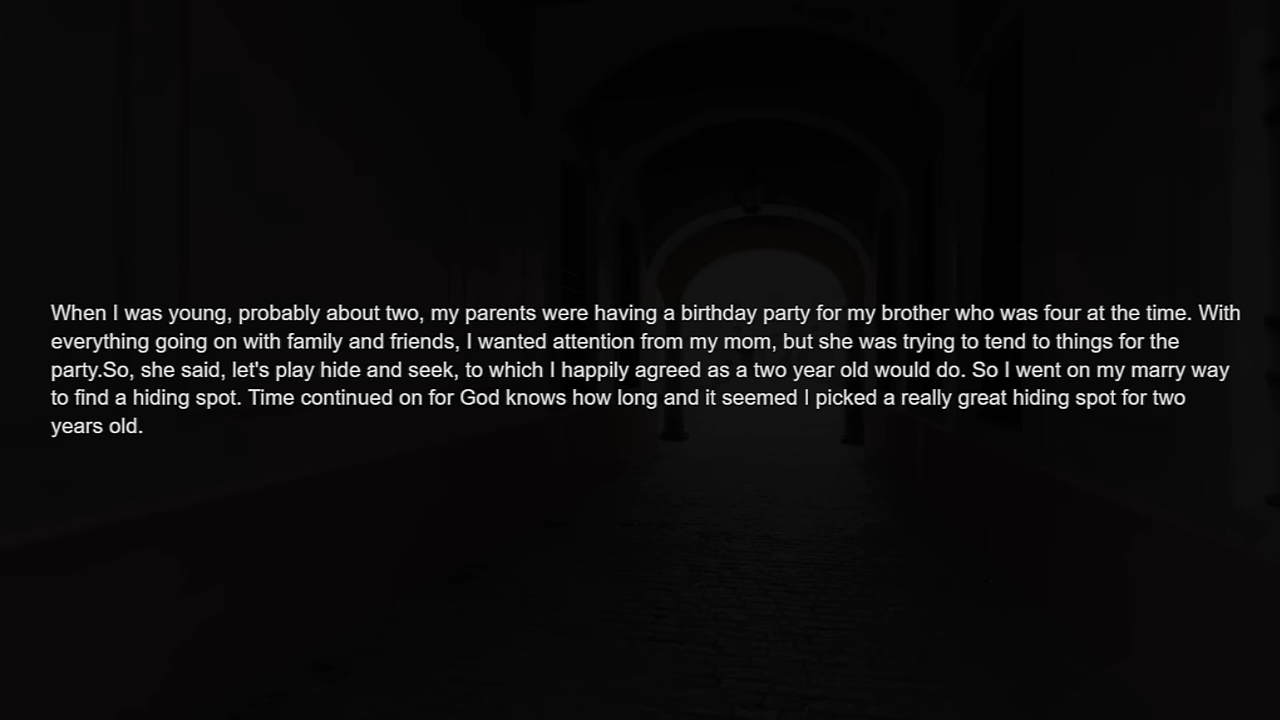 When I was young, probably about two, my parents were having a birthday party for my brother who was four at the time. With
everything going on with family and friends, I wanted attention from my mom, but she was trying to tend to things for the
party.So, she said, let's play hide and seek, to which I happily agreed as a two year old would do. So I went on my marry way
to find a hiding spot. Time continued on for God knows how long and it seemed I picked a really great hiding spot for two
years old.